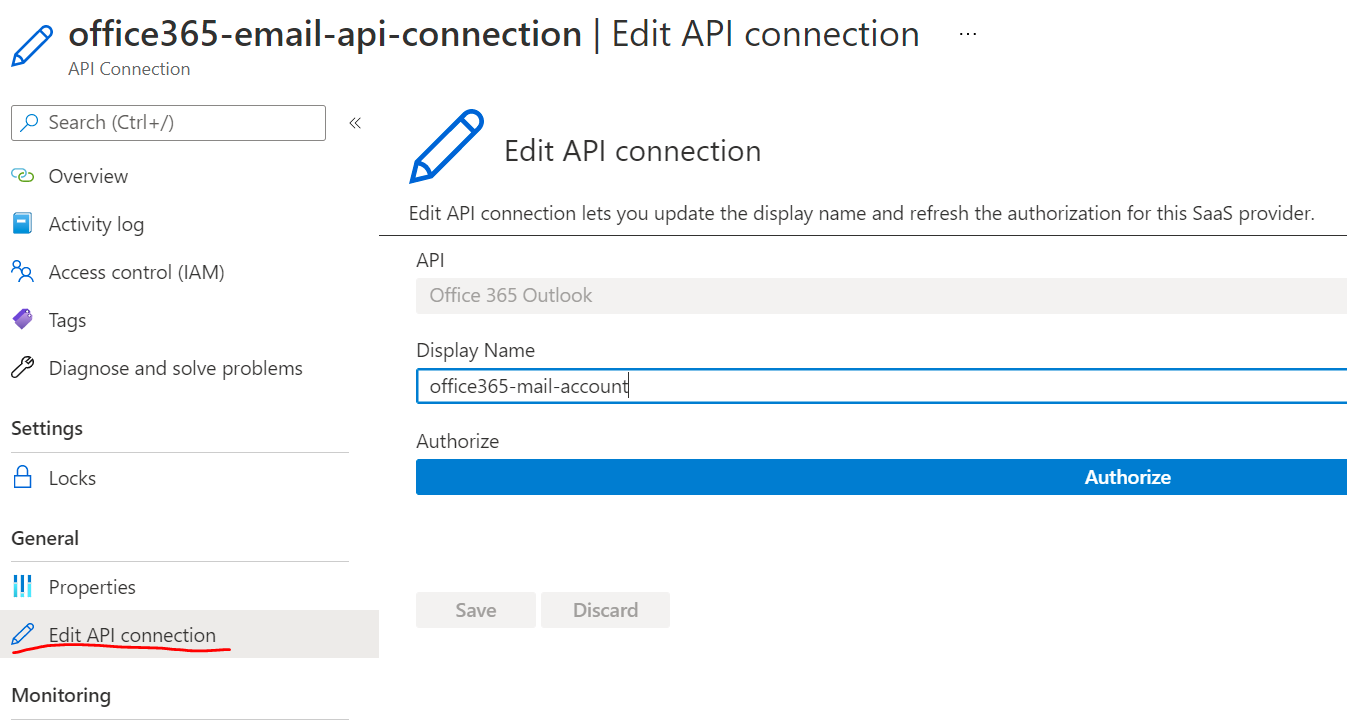 office365-email-api-connection | Edit API connection ...
API Connection
Search (Ctrl+/)
«
Overview
Activity log
Access control (IAM)
Tags
Diagnose and solve problems
Settings
Locks
General
Properties
Edit API connection
Monitoring
Edit API connection
Edit API connection lets you update the display name and refresh the authorization for this SaaS provider.
API
Office 365 Outlook
Display Name
office365-mail-account
Authorize
Authorize
Save Discard